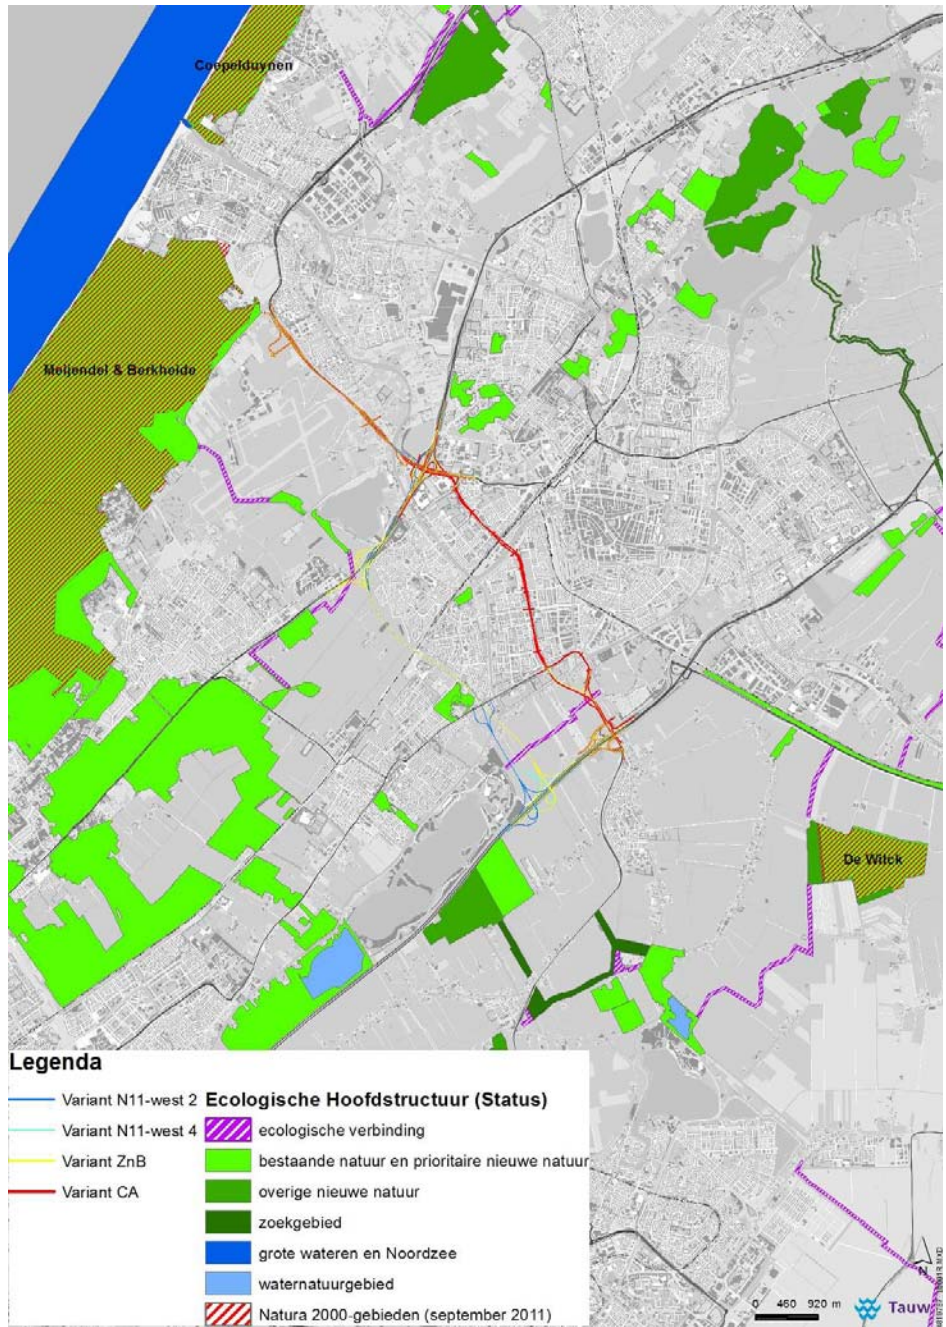 Coepelduynen
Meijendel & Berkheide
De Wilck
Legenda
Variant N11-west 2
Variant N11-west 4
Variant ZnB
Variant CA
Ecologische Hoofdstructuur (Status)
ecologische verbinding
bestaande natuur en prioritaire nieuwe natuur
overige nieuwe natuur
zoekgebied
grote wateren en Noordzee
waternatuurgebied
Natura 2000-gebieden (september 2011)
N
0 460 920 m
Tauw